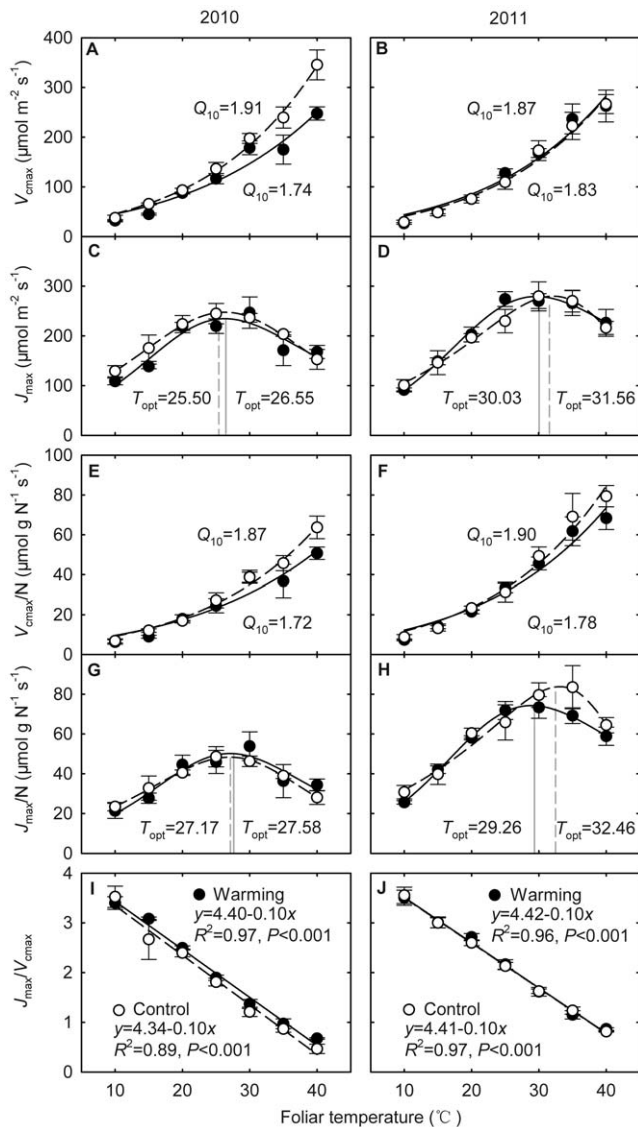 2010 2011
A B
V_cmax (μmol m⁻² s⁻¹)
400
300
200
100
0
Q₁₀=1.91
Q₁₀=1.74
Q₁₀=1.87
Q₁₀=1.83
C D
J_max (μmol m⁻² s⁻¹)
300
200
100
0
T_opt=25.50 T_opt=26.55
T_opt=30.03 T_opt=31.56
E F
V_cmax/N (μmol g N⁻¹ s⁻¹)
100
80
60
40
20
0
Q₁₀=1.87
Q₁₀=1.72
Q₁₀=1.90
Q₁₀=1.78
G H
J_max/N (μmol g N⁻¹ s⁻¹)
80
60
40
20
0
T_opt=27.17 T_opt=27.58
T_opt=29.26 T_opt=32.46
I J
J_max/V_cmax
4
3
2
1
0
Warming
y=4.40-0.10x
R²=0.97, P<0.001
Control
y=4.34-0.10x
R²=0.89, P<0.001
Warming
y=4.42-0.10x
R²=0.96, P<0.001
Control
y=4.41-0.10x
R²=0.97, P<0.001
10 20 30 40 10 20 30 40
Foliar temperature (℃) Foliar temperature (℃)